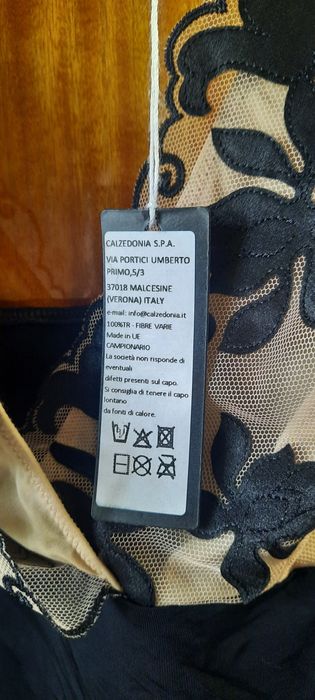 CALZEDONIA S.P.A.
VIA PORTICI UMBERTO
PRIMO,5/3
37018 MALCESINE
(VERONA) ITALY
e-mail: info@calzedonia.it
100%TR - FIBRE VARIE
Made in UE
CAMPIONARIO
La società non risponde di
eventuali
difetti presenti sul capo.
Si consiglia di tenere il capo
lontano
da fonti di calore.